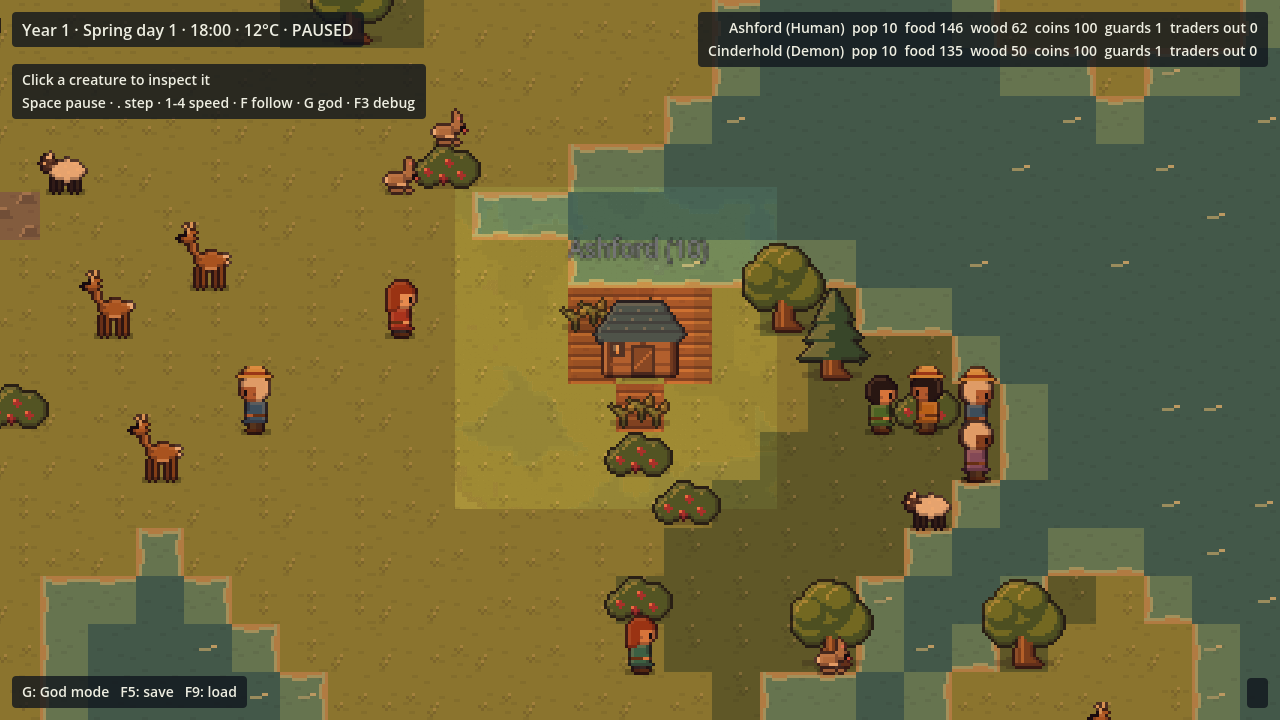 Year 1 · Spring day 1 · 18:00 · 12°C · PAUSED
Ashford (Human) pop 10 food 146 wood 62 coins 100 guards 1 traders out 0
Cinderhold (Demon) pop 10 food 135 wood 50 coins 100 guards 1 traders out 0
Click a creature to inspect it
Space pause · . step · 1-4 speed · F follow · G god · F3 debug
Ashford (10)
G: God mode F5: save F9: load